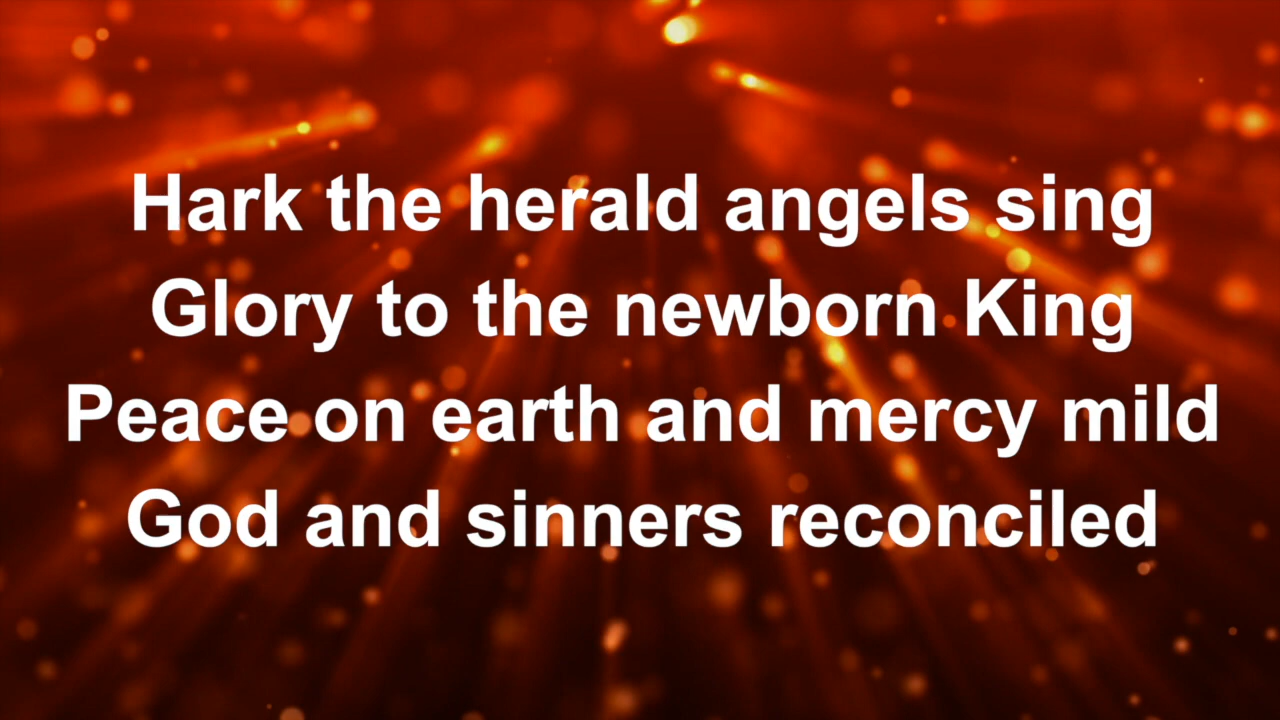 Hark the herald angels sing
Glory to the newborn King
Peace on earth and mercy mild
God and sinners reconciled